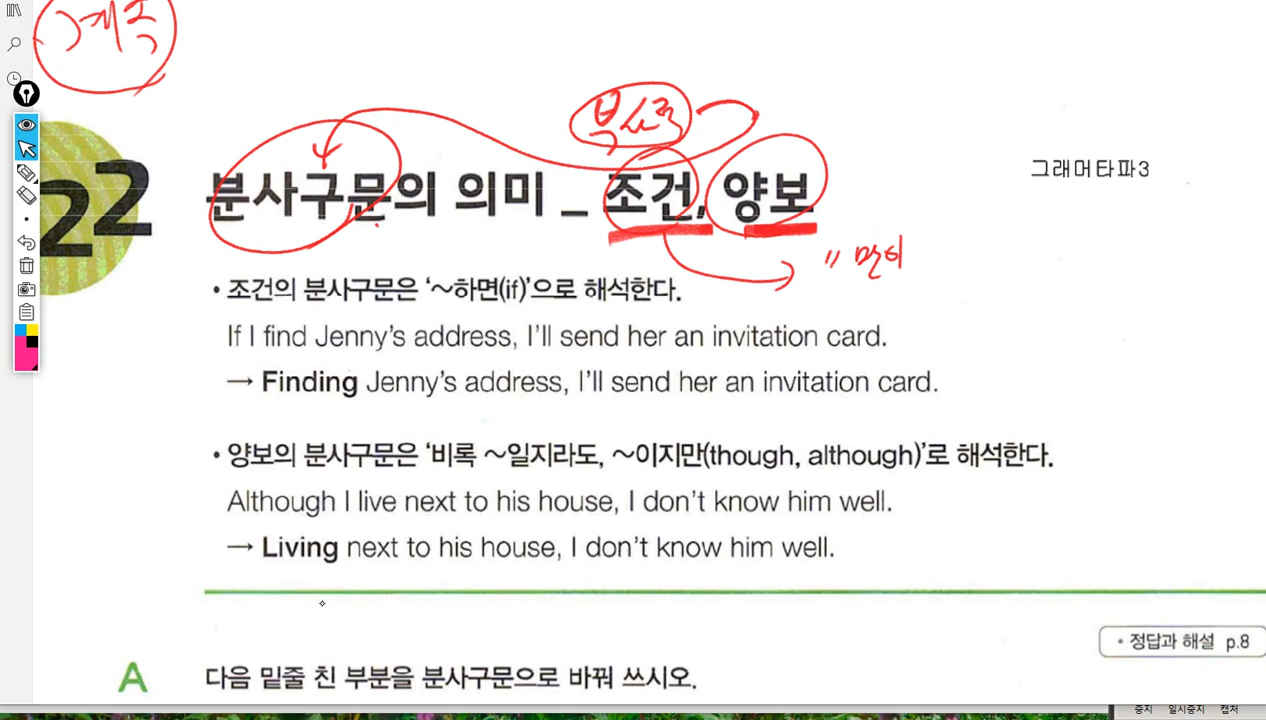 22
분사구문의 의미 _ 조건, 양보
그래머타파3
• 조건의 분사구문은 ‘～하면(if)’으로 해석한다.
If I find Jenny’s address, I’ll send her an invitation card.
→ Finding Jenny’s address, I’ll send her an invitation card.
• 양보의 분사구문은 ‘비록 ～일지라도, ～이지만(though, although)’로 해석한다.
Although I live next to his house, I don’t know him well.
→ Living next to his house, I don’t know him well.
• 정답과 해설 p.8
A 다음 밑줄 친 부분을 분사구문으로 바꿔 쓰시오.
중지 일시중지 캡처